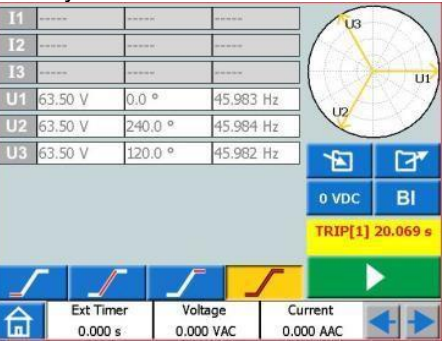 I1 ----- ----- -----
I2 ----- ----- -----
I3 ----- ----- -----
U1 63.50 V 0.0 ° 45.983 Hz
U2 63.50 V 240.0 ° 45.984 Hz
U3 63.50 V 120.0 ° 45.982 Hz
U3
U1
U2
0 VDC BI
TRIP[1] 20.069 s
Ext Timer Voltage Current
0.000 s 0.000 VAC 0.000 AAC